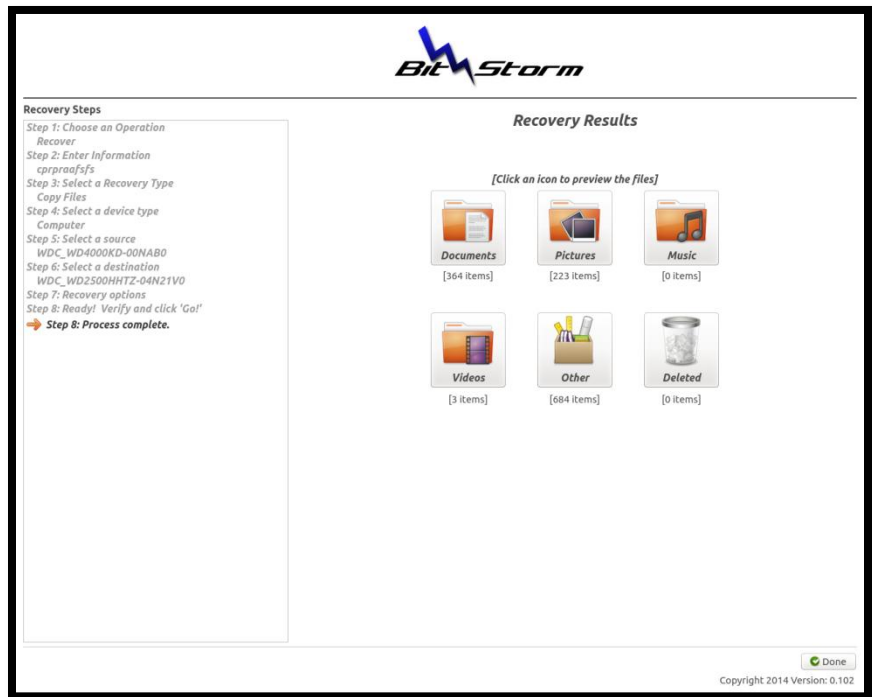 Bit Storm
Recovery Steps
Step 1: Choose an Operation
Recover
Step 2: Enter Information
cprpraafsfs
Step 3: Select a Recovery Type
Copy Files
Step 4: Select a device type
Computer
Step 5: Select a source
WDC_WD4000KD-00NAB0
Step 6: Select a destination
WDC_WD2500HHTZ-04N21V0
Step 7: Recovery options
Step 8: Ready! Verify and click 'Go!'
Step 8: Process complete.
Recovery Results
[Click an icon to preview the files]
Documents
[364 items]
Pictures
[223 items]
Music
[0 items]
Videos
[3 items]
Other
[684 items]
Deleted
[0 items]
Done
Copyright 2014 Version: 0.102